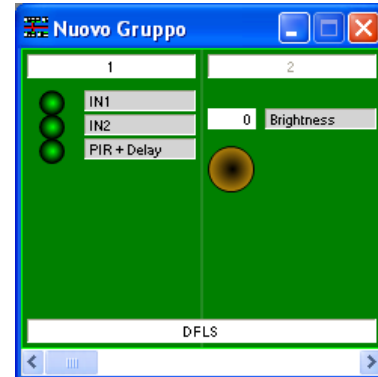 Nuovo Gruppo
1
2
IN1
IN2
PIR + Delay
0 Brightness
DFLS